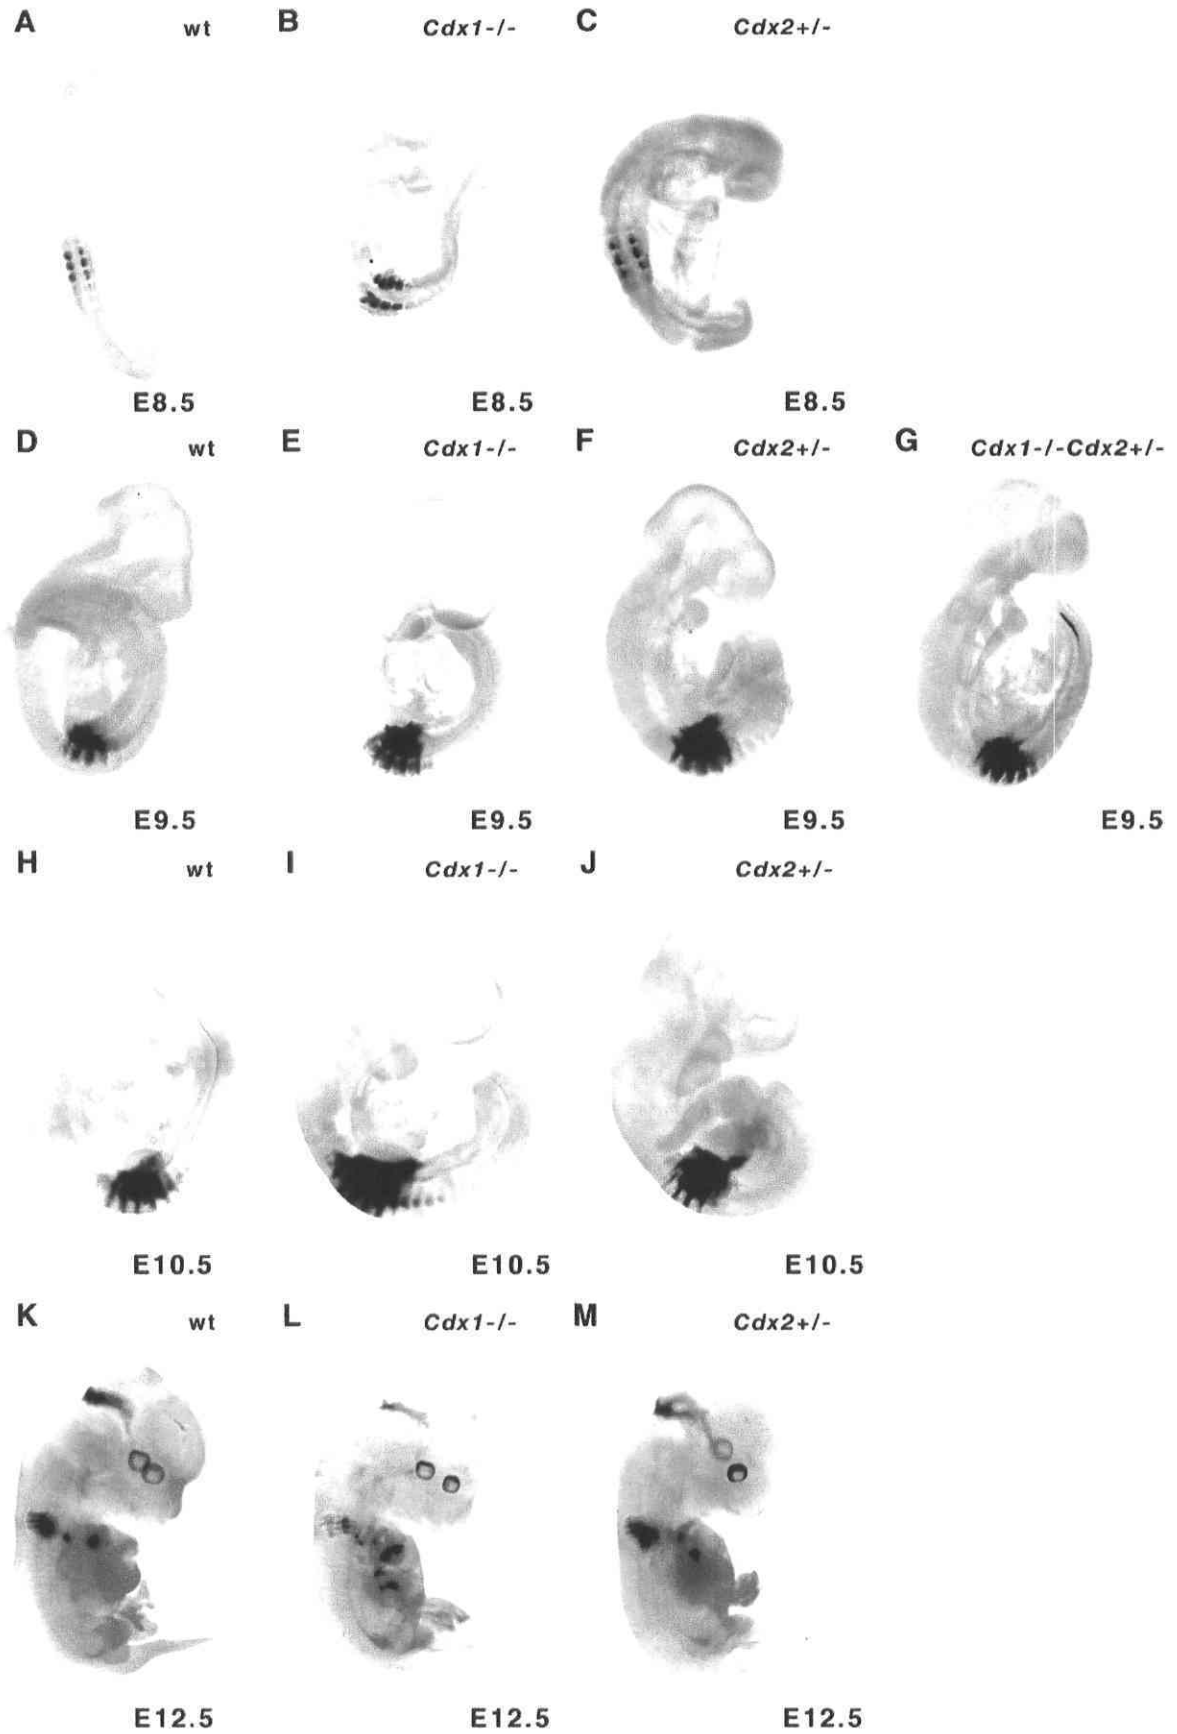 A wt B Cdx1-/- C Cdx2+/-
E8.5 E8.5 E8.5
D wt E Cdx1-/- F Cdx2+/- G Cdx1-/-Cdx2+/-
E9.5 E9.5 E9.5 E9.5
H wt I Cdx1-/- J Cdx2+/-
E10.5 E10.5 E10.5
K wt L Cdx1-/- M Cdx2+/-
E12.5 E12.5 E12.5